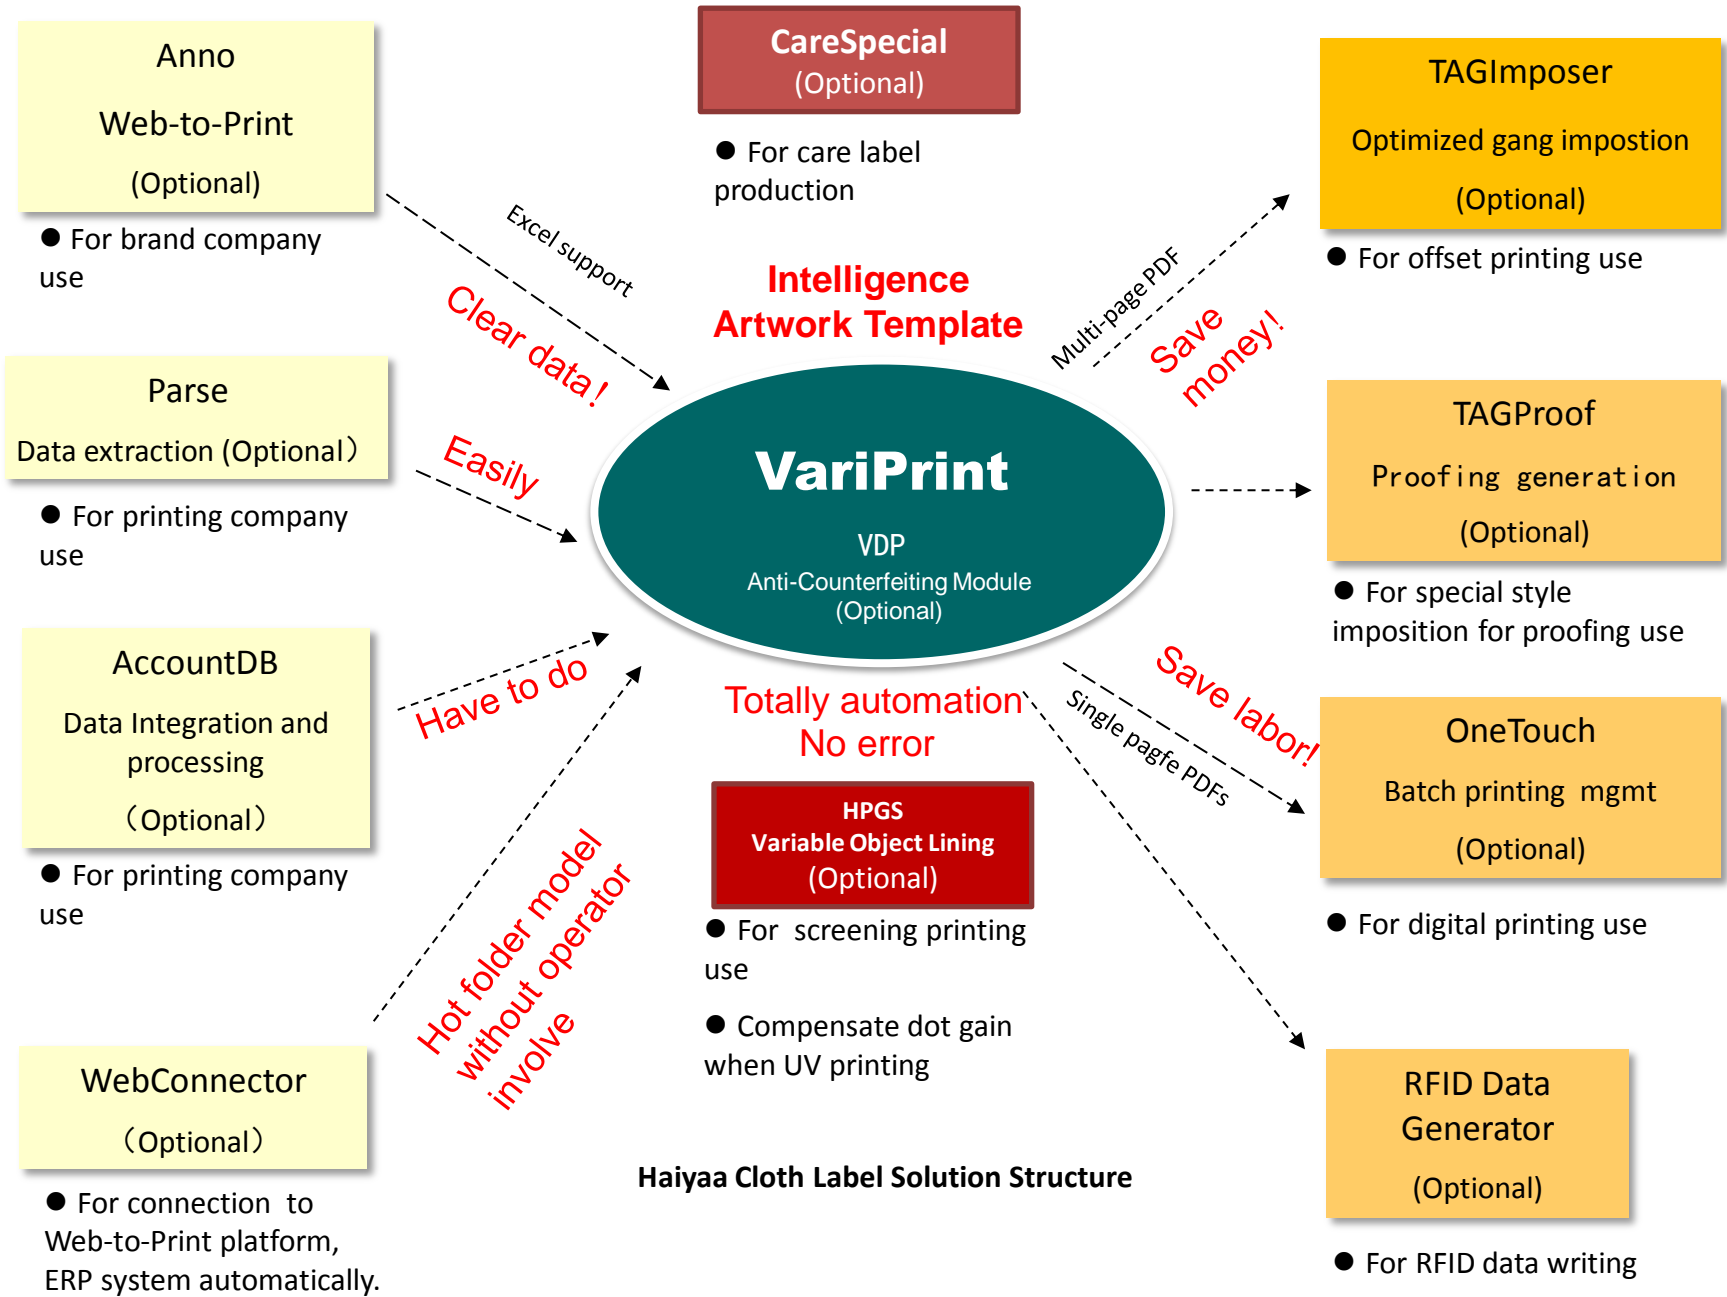 Anno
Web-to-Print
(Optional)
● For brand company
use
Parse
Data extraction (Optional）
● For printing company
use
AccountDB
Data Integration and
processing
（Optional）
● For printing company
use
WebConnector
（Optional）
● For connection to
Web-to-Print platform,
ERP system automatically.
Excel support
Clear data！
Easily
Have to do
Hot folder model
without operator
involve
CareSpecial
(Optional)
● For care label
production
Intelligence
Artwork Template
VariPrint
VDP
Anti-Counterfeiting Module
(Optional)
Totally automation
No error
HPGS
Variable Object Lining
(Optional)
● For screening printing
use
● Compensate dot gain
when UV printing
Haiyaa Cloth Label Solution Structure
Multi-page PDF
Save
money!
Save labor!
Single pagfe PDFs
TAGImposer
Optimized gang impostion
(Optional)
● For offset printing use
TAGProof
Proofing generation
(Optional)
● For special style
imposition for proofing use
OneTouch
Batch printing mgmt
(Optional)
● For digital printing use
RFID Data
Generator
(Optional)
● For RFID data writing